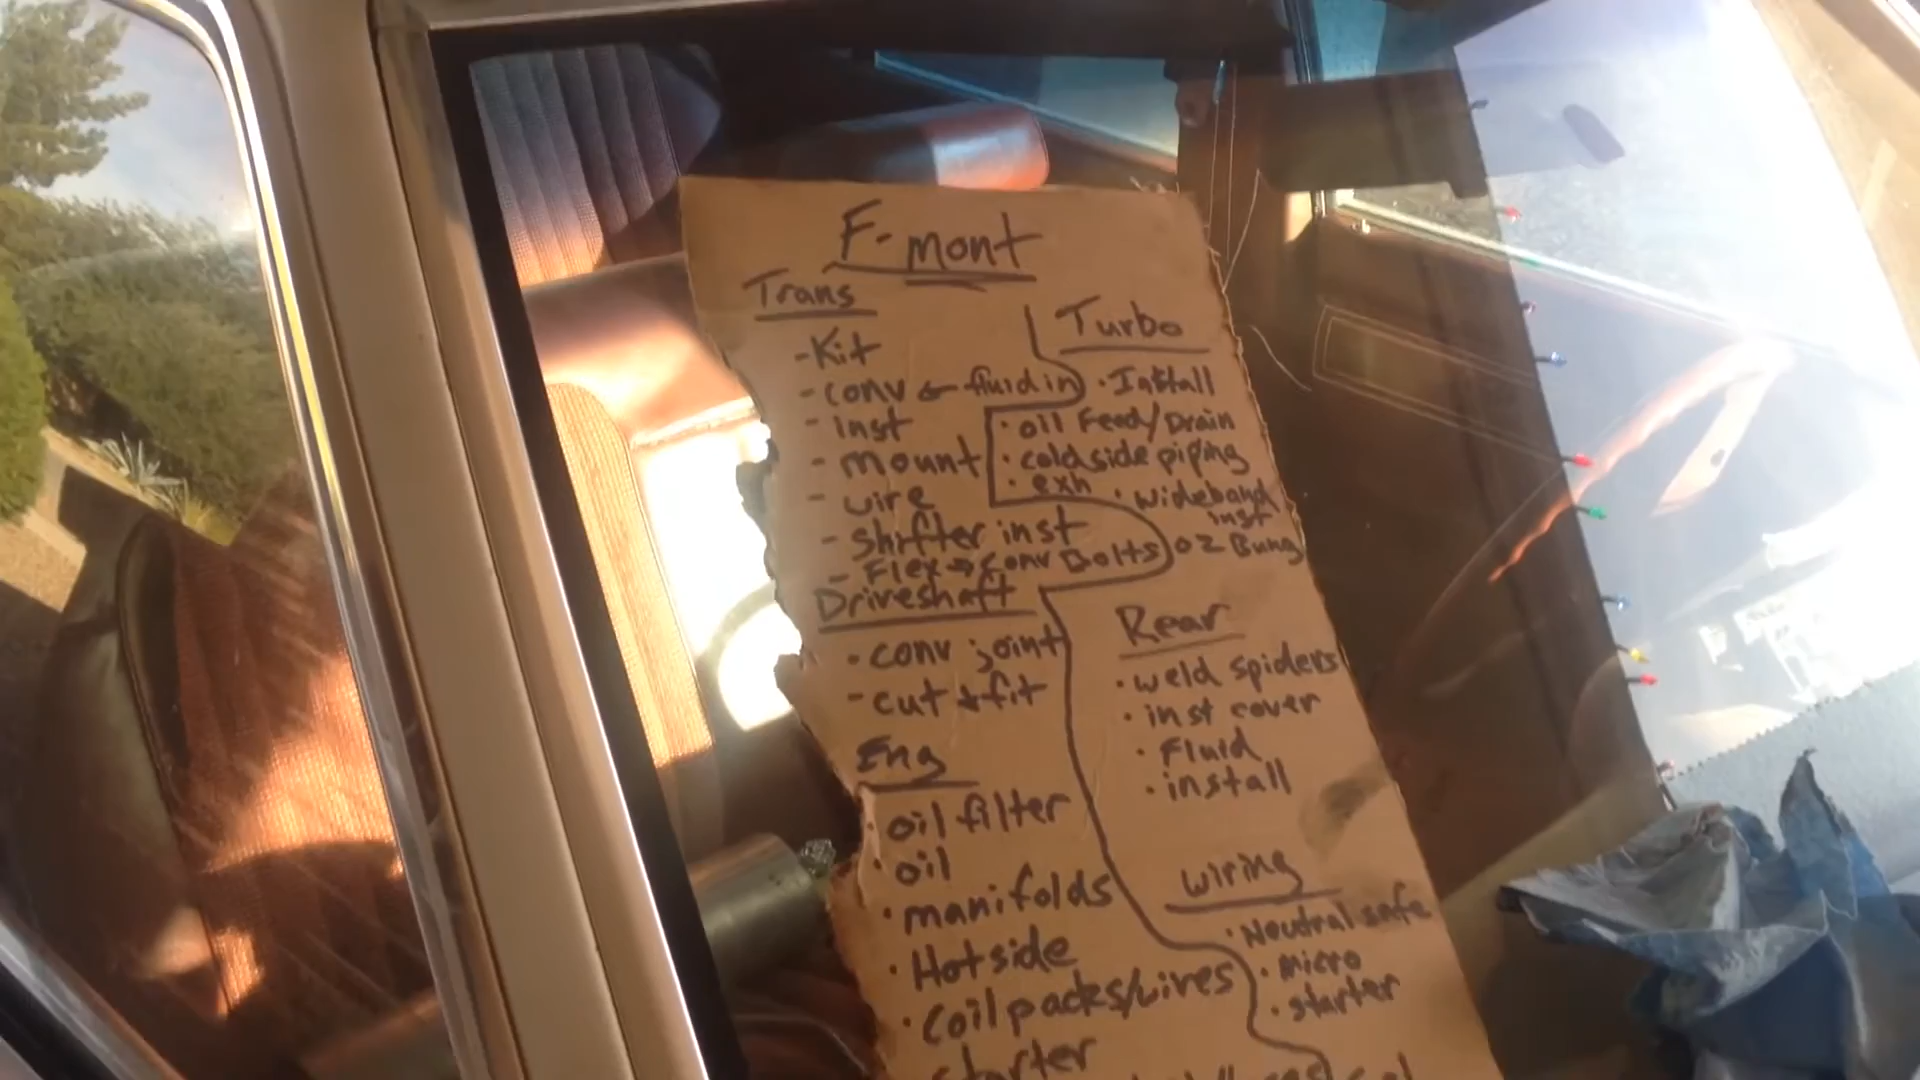 F-mont
Trans
-Kit
-conv ← fluid in
-inst
-mount
-wire
-shifter inst
-Flex → conv Bolts
Driveshaft
·conv joint
-cut + fit
Eng
·oil filter
·oil
·manifolds
·Hotside
·coilpacks/wires
starter
Turbo
·Install
·oil Feed/Drain
·coldside piping
·exh ·wideband
inst
O2 Bung
Rear
·weld spiders
·inst cover
·Fluid
·install
wiring
·Neutral safe
·micro
·starter